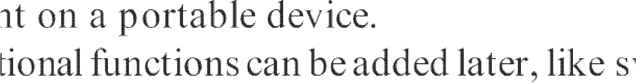 nt on a portable device.
tional functions can be added later, like